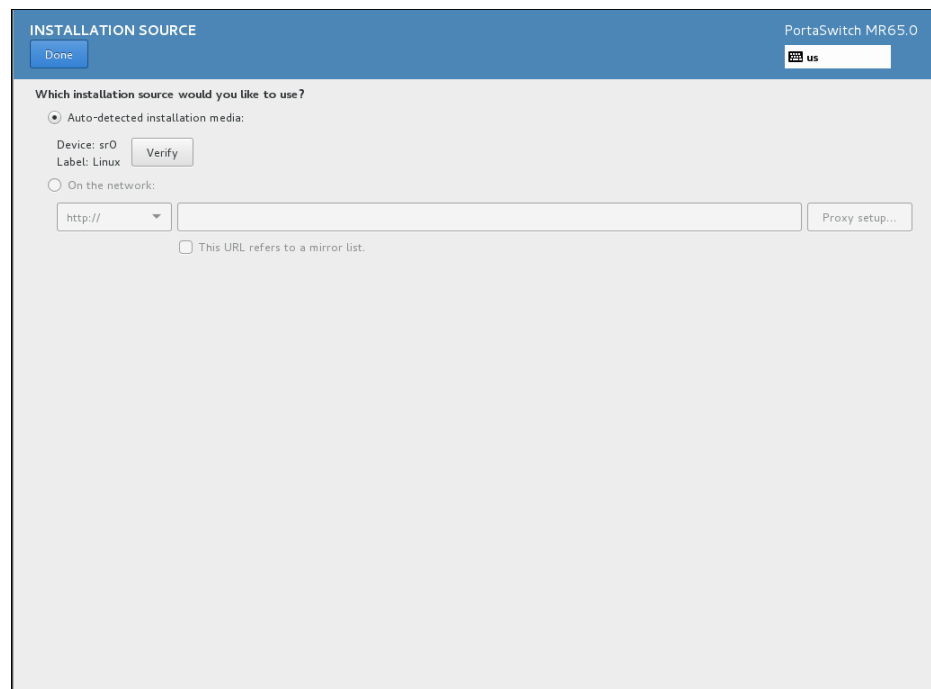 INSTALLATION SOURCE
PortaSwitch MR65.0
Done
us
Which installation source would you like to use?
Auto-detected installation media:
Device: sr0
Label: Linux
Verify
On the network:
http://
Proxy setup...
This URL refers to a mirror list.